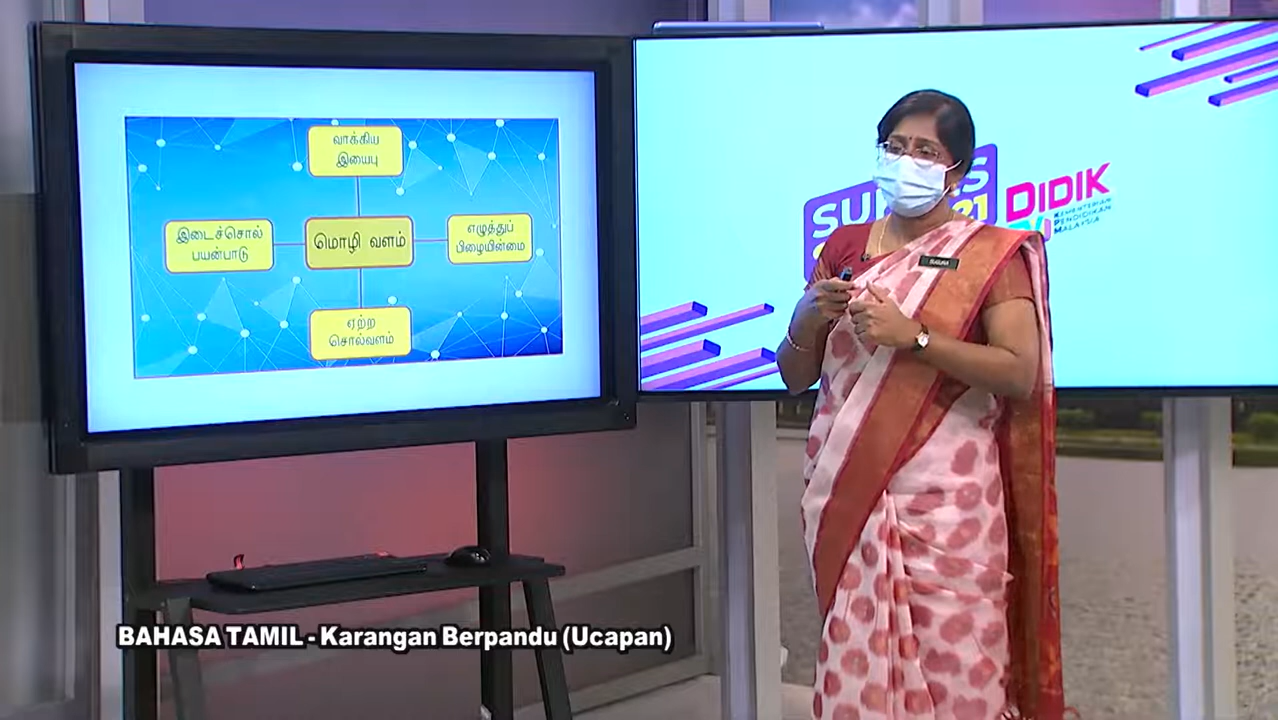 வாக்கிய
இயைபு
இடைச்சொல்
பயன்பாடு
மொழி வளம்
எழுத்துப்
பிழையின்மை
ஏற்ற
சொல்வளம்
DIDIK
KEMENTERIAN
PENDIDIKAN
MALAYSIA
BAHASA TAMIL - Karangan Berpandu (Ucapan)